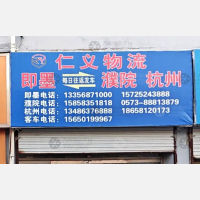 仁义物流
即墨 每日往返发车 濮院 杭州
即墨电话：13356871000 15725243888
濮院电话：15858351818 0573-88813879
杭州电话：13486376888 18658120173
客车电话：15650199967